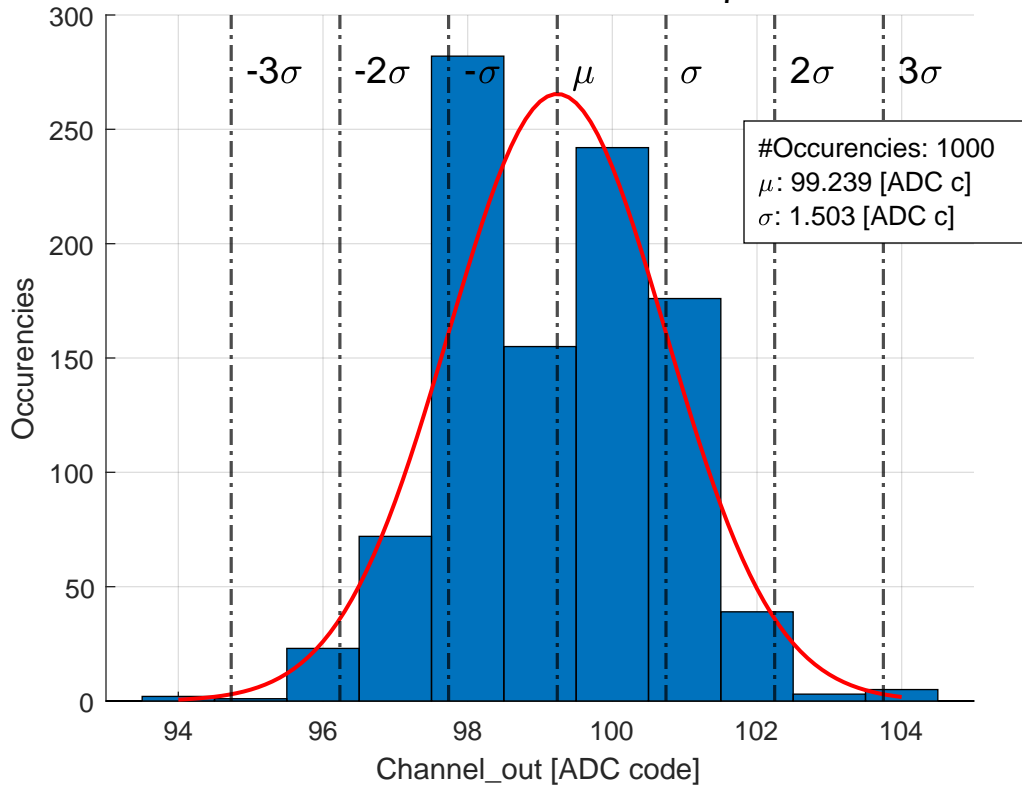 300
250
200
150
100
50
0
Occurencies
-3σ -2σ -σ μ σ 2σ 3σ
#Occurencies: 1000
μ: 99.239 [ADC c]
σ: 1.503 [ADC c]
94 96 98 100 102 104
Channel_out [ADC code]